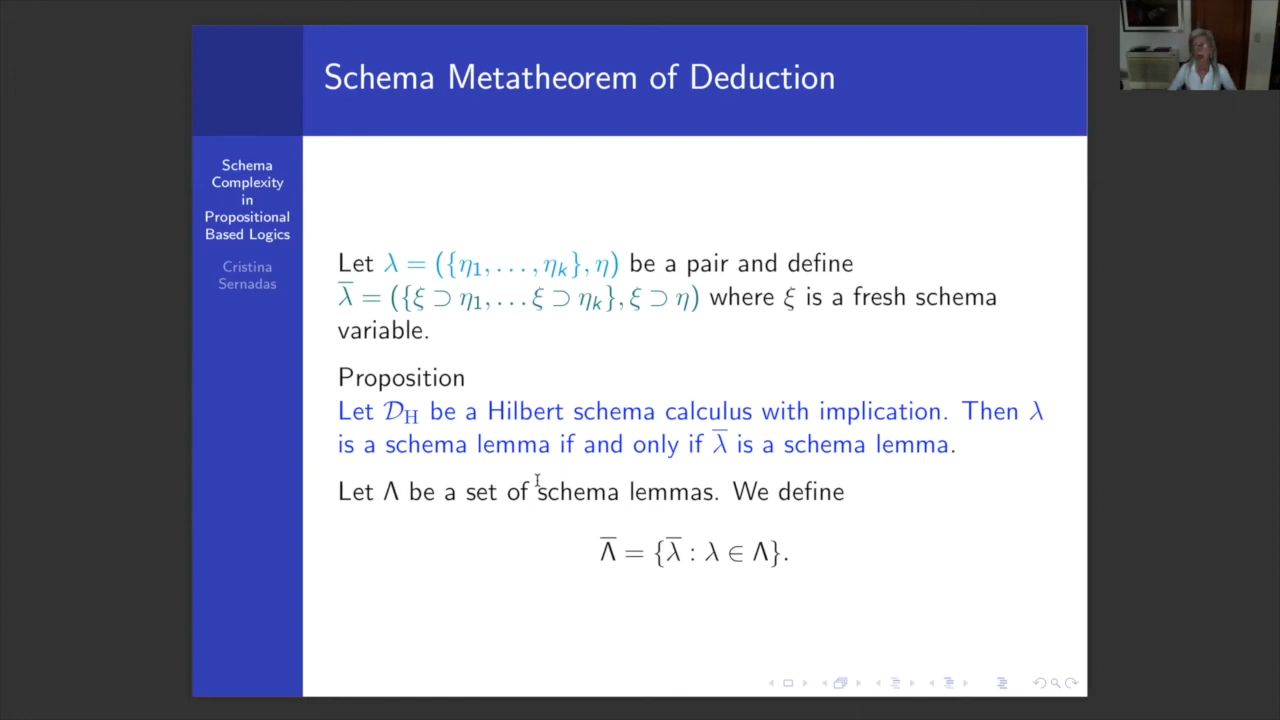 Schema Metatheorem of Deduction
Schema
Complexity
in
Propositional
Based Logics
Cristina
Sernadas
Let λ = ({η₁, . . . , ηₖ}, η) be a pair and define
λ̅ = ({ξ ⊃ η₁, . . . ξ ⊃ ηₖ}, ξ ⊃ η) where ξ is a fresh schema
variable.
Proposition
Let 𝒟_H be a Hilbert schema calculus with implication. Then λ
is a schema lemma if and only if λ̅ is a schema lemma.
Let Λ be a set of schema lemmas. We define
Λ̅ = {λ̅ : λ ∈ Λ}.